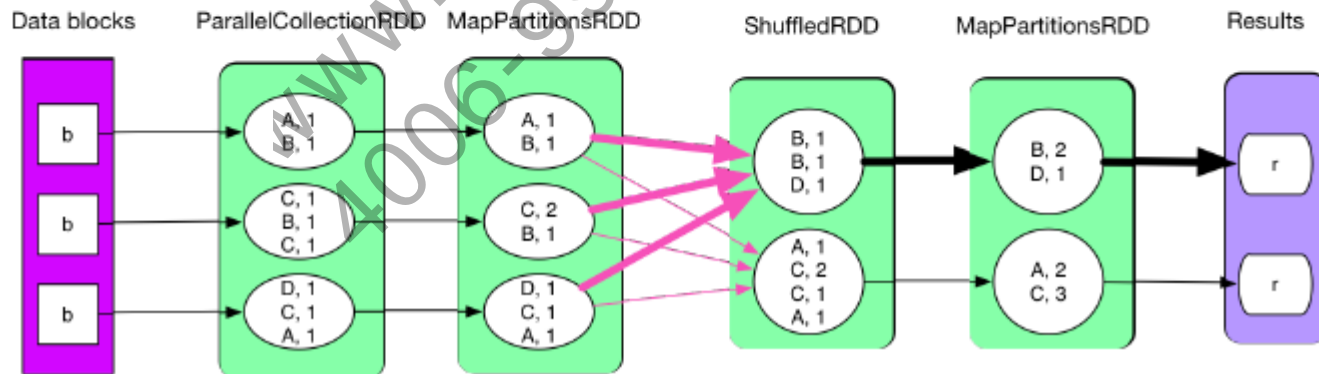 Data blocks
ParallelCollectionRDD
MapPartitionsRDD
ShuffledRDD
MapPartitionsRDD
Results
b
b
b
A, 1
B, 1
C, 1
B, 1
C, 1
D, 1
C, 1
A, 1
A, 1
B, 1
C, 2
B, 1
D, 1
C, 1
A, 1
B, 1
B, 1
D, 1
A, 1
C, 2
C, 1
A, 1
B, 2
D, 1
A, 2
C, 3
r
r